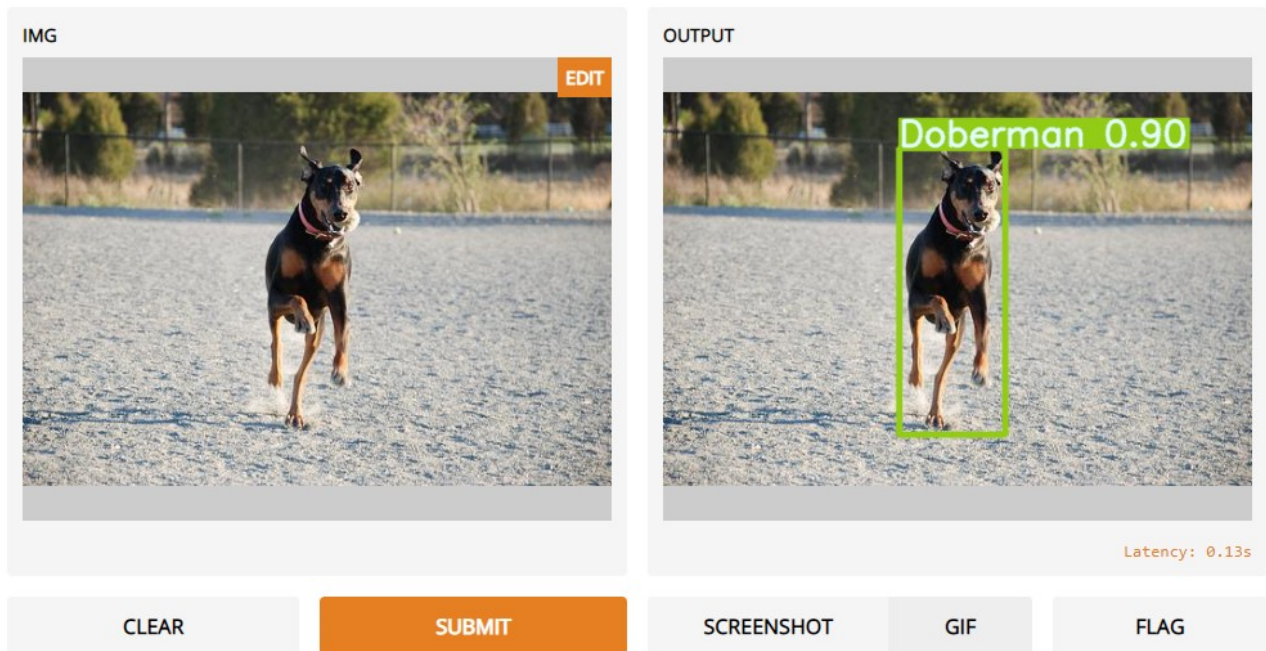 IMG
EDIT
OUTPUT
Doberman 0.90
Latency: 0.13s
CLEAR
SUBMIT
SCREENSHOT
GIF
FLAG